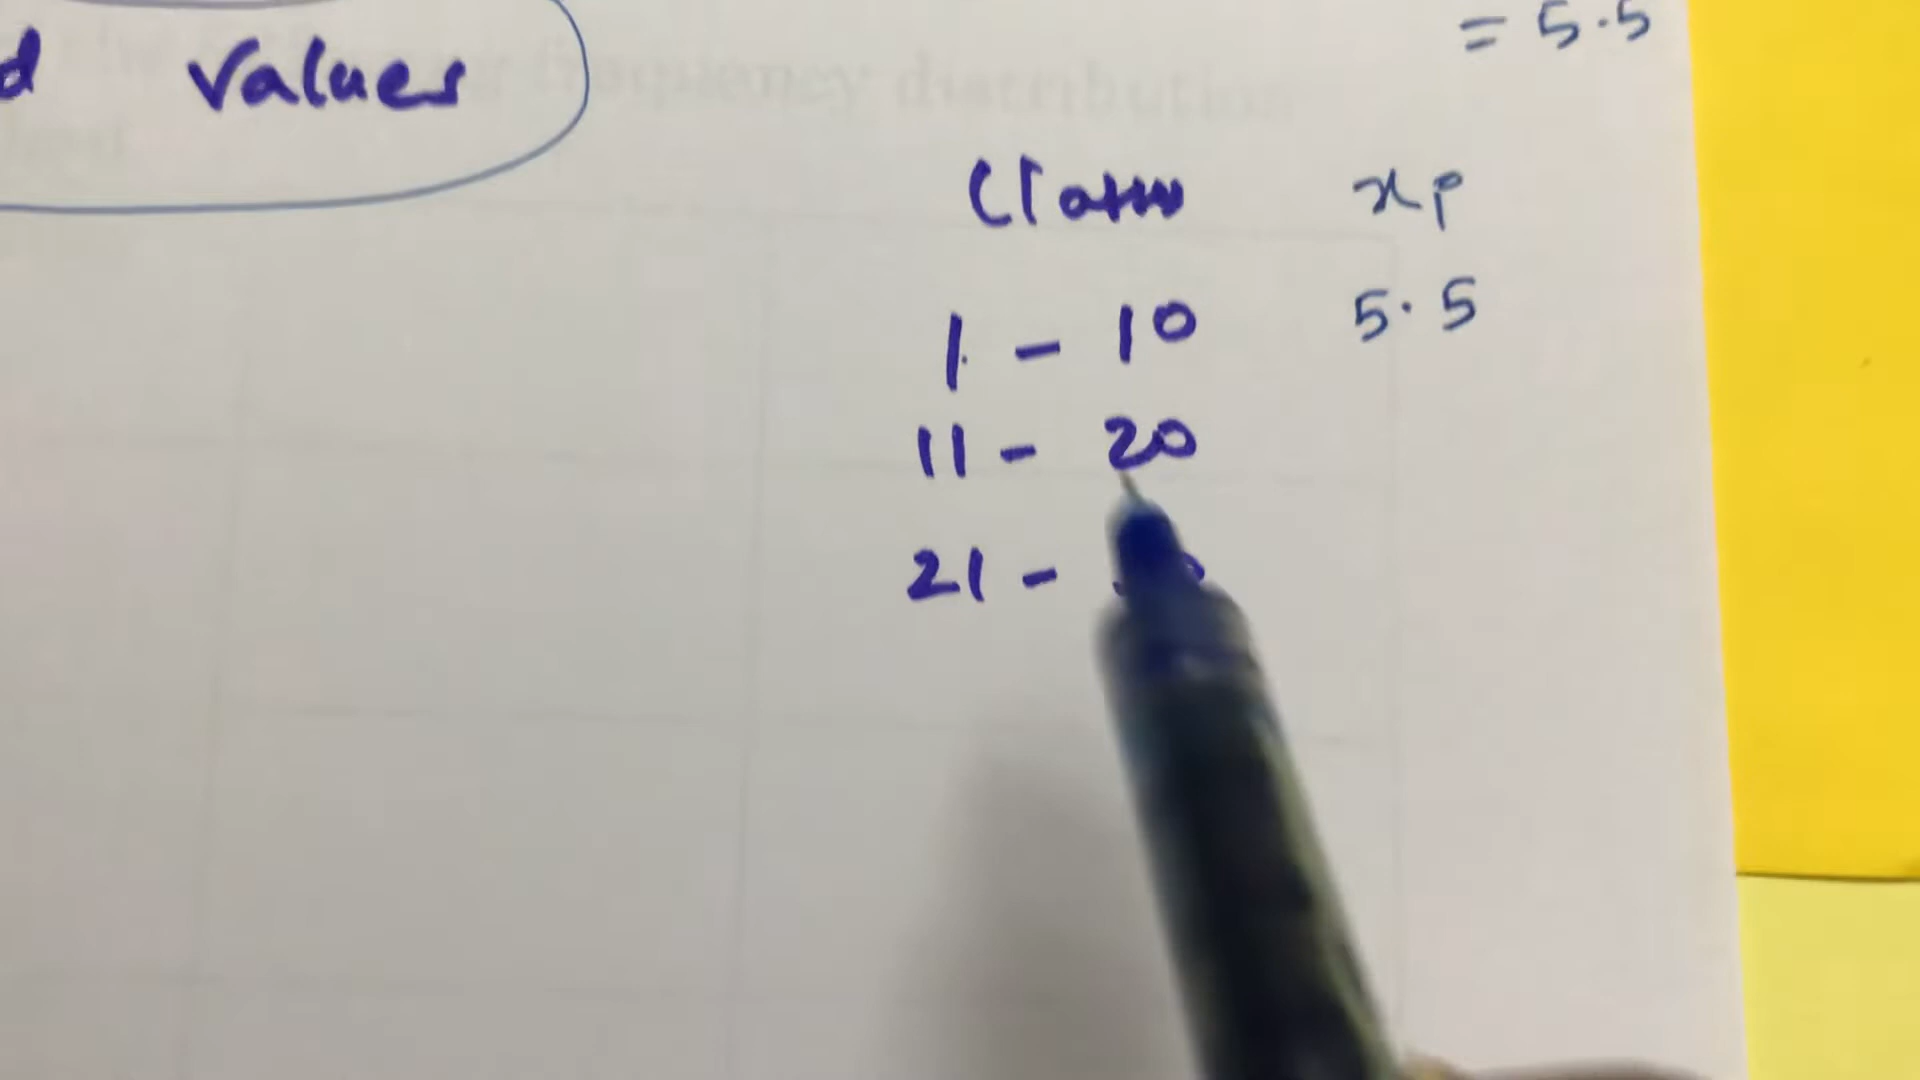 = 5.5
values
Class xi
1 - 10 5.5
11 - 20
21 -